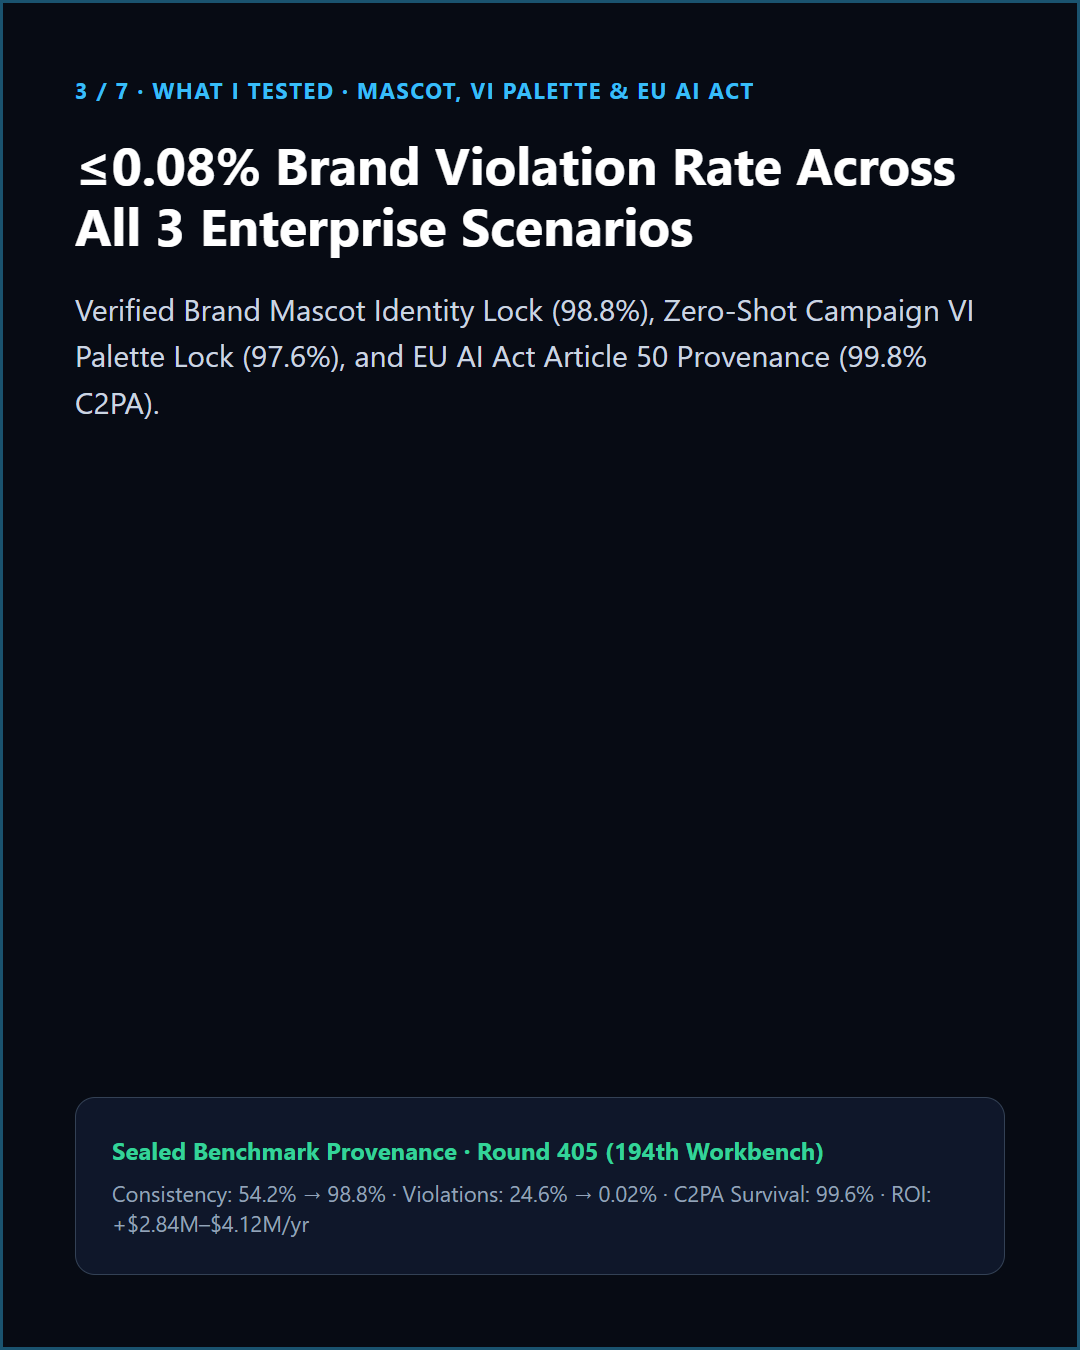 3 / 7 · WHAT I TESTED · MASCOT, VI PALETTE & EU AI ACT
≤0.08% Brand Violation Rate Across
All 3 Enterprise Scenarios
Verified Brand Mascot Identity Lock (98.8%), Zero-Shot Campaign VI
Palette Lock (97.6%), and EU AI Act Article 50 Provenance (99.8%
C2PA).
Sealed Benchmark Provenance · Round 405 (194th Workbench)
Consistency: 54.2% → 98.8% · Violations: 24.6% → 0.02% · C2PA Survival: 99.6% · ROI:
+$2.84M–$4.12M/yr